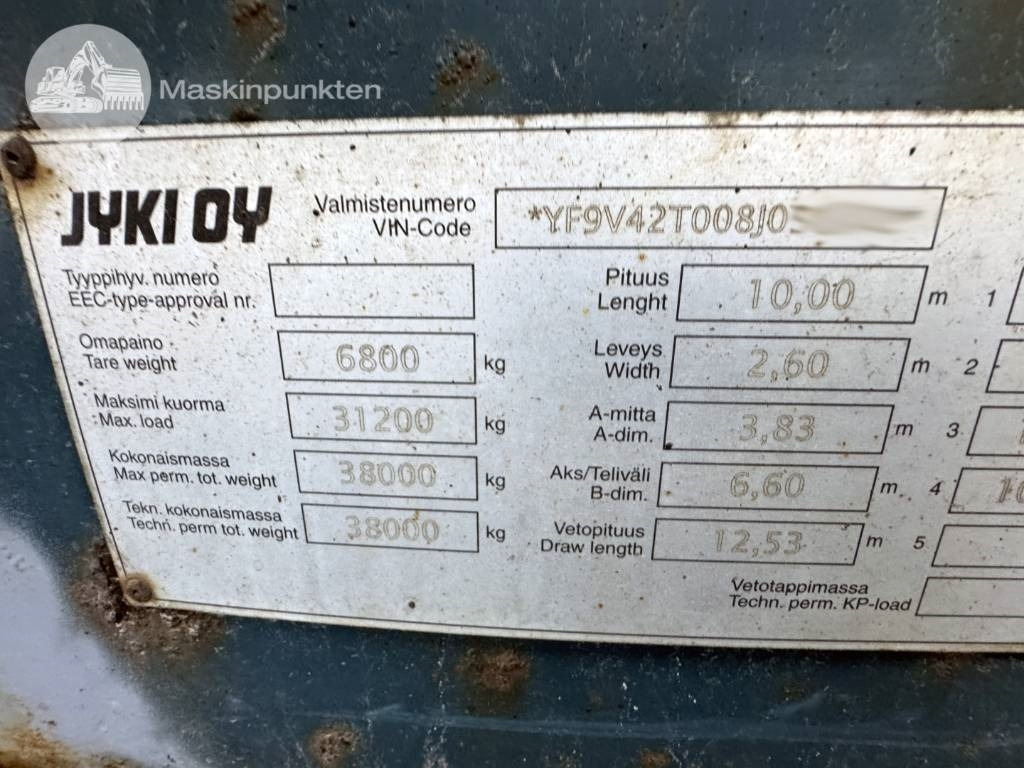 Maskinpunkten
JYKI OY
Valmistenumero
VIN-Code
*YF9V42T008J0
Tyyppihyv. numero
EEC-type-approval nr.
Omapaino
Tare weight
6800 kg
Maksimi kuorma
Max. load
31200 kg
Kokonaismassa
Max perm. tot. weight
38000 kg
Tekn. kokonaismassa
Techn. perm tot. weight
38000 kg
Pituus
Lenght
10,00 m 1
Leveys
Width
2,60 m 2
A-mitta
A-dim.
3,83 m 3
Aks/Teliväli
B-dim.
6,60 m 4
Vetopituus
Draw length
12,53 m 5
Vetotappimassa
Techn. perm. KP-load